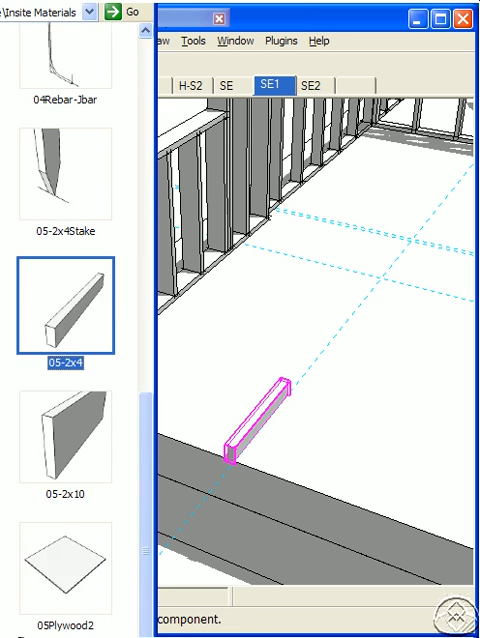 \Insite Materials
Go
aw Tools Window Plugins Help
H-S2 SE SE1 SE2
04Rebar-Jbar
05-2x4Stake
05-2x4
05-2x10
05Plywood2
component.